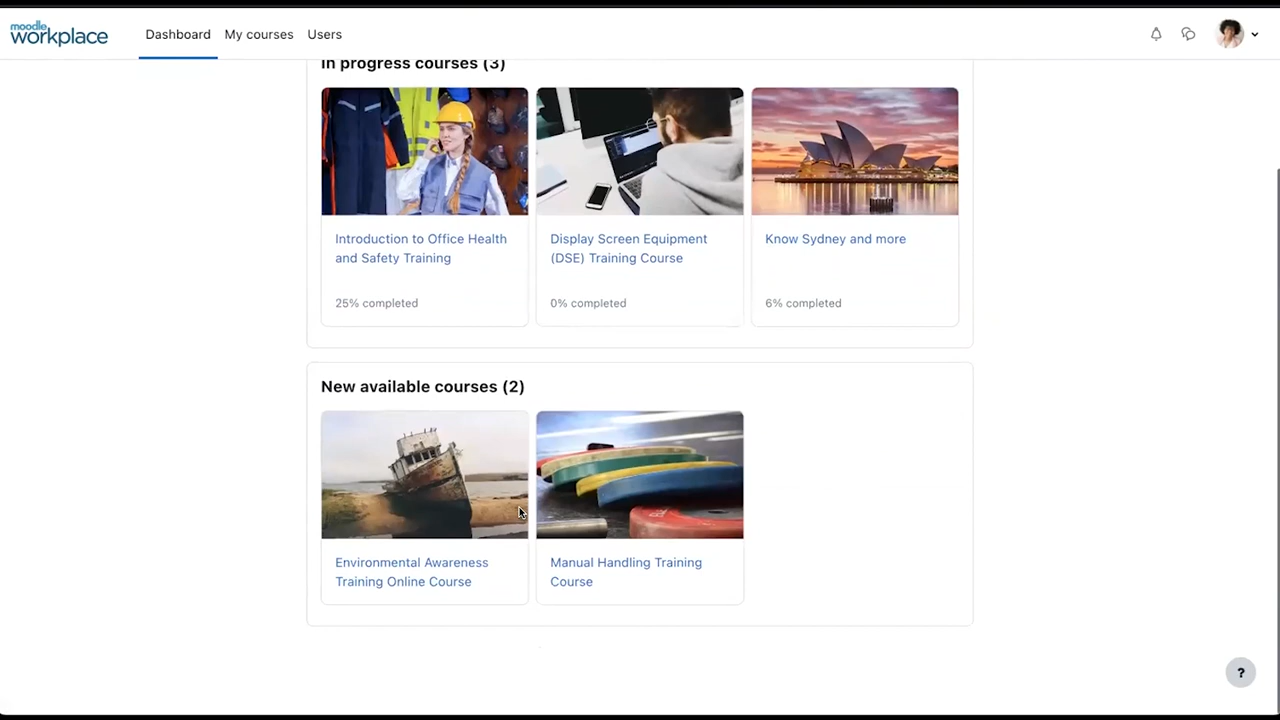 moodle
workplace
Dashboard
My courses
Users
In progress courses (3)
Introduction to Office Health
and Safety Training
25% completed
Display Screen Equipment
(DSE) Training Course
0% completed
Know Sydney and more
6% completed
New available courses (2)
Environmental Awareness
Training Online Course
Manual Handling Training
Course
?